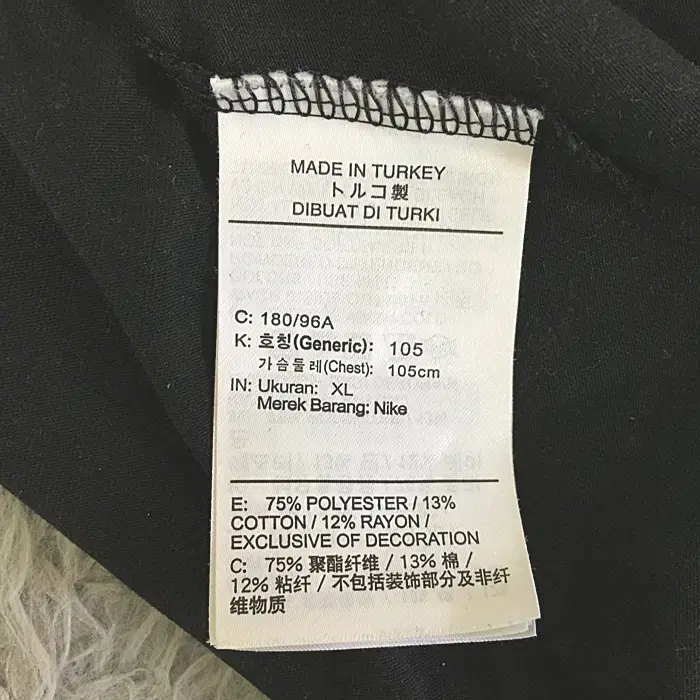 MADE IN TURKEY
トルコ製
DIBUAT DI TURKI
C: 180/96A
K: 호칭(Generic): 105
가슴둘레(Chest): 105cm
IN: Ukuran: XL
Merek Barang: Nike
E: 75% POLYESTER / 13%
COTTON / 12% RAYON /
EXCLUSIVE OF DECORATION
C: 75% 聚酯纤维 / 13% 棉 /
12% 粘纤 / 不包括装饰部分及非纤
维物质